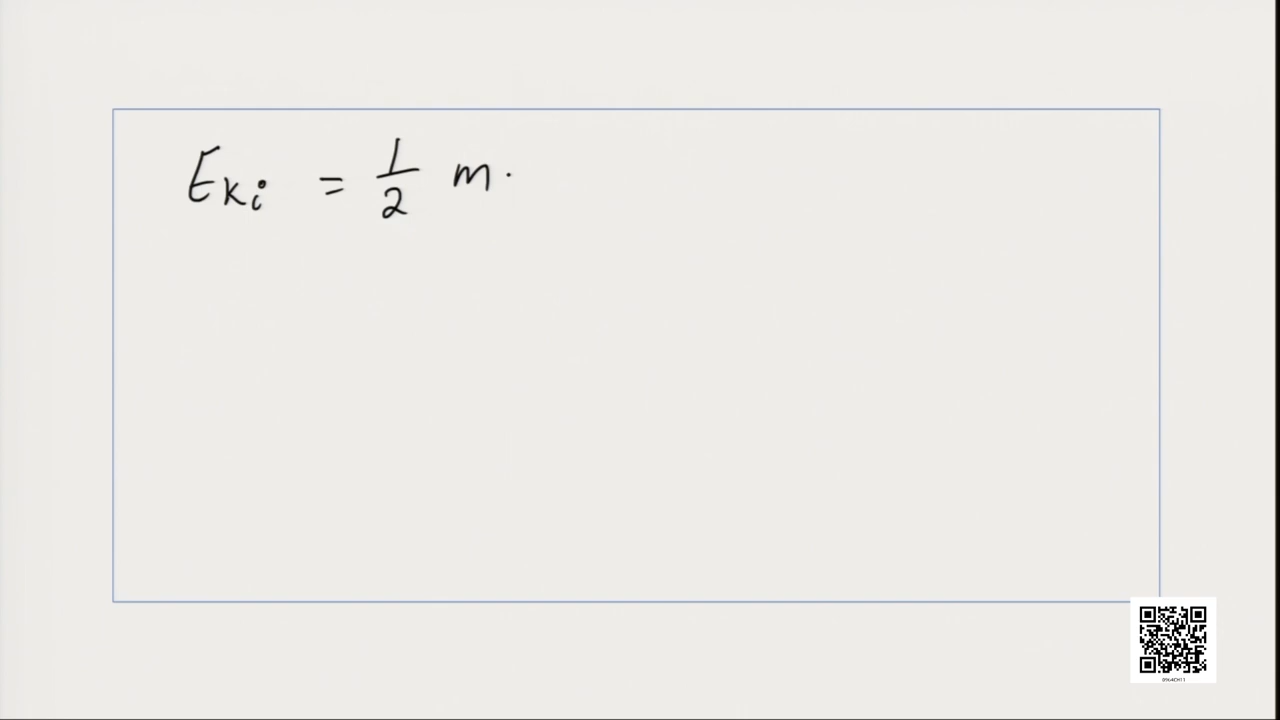 Eki = 1/2 m.